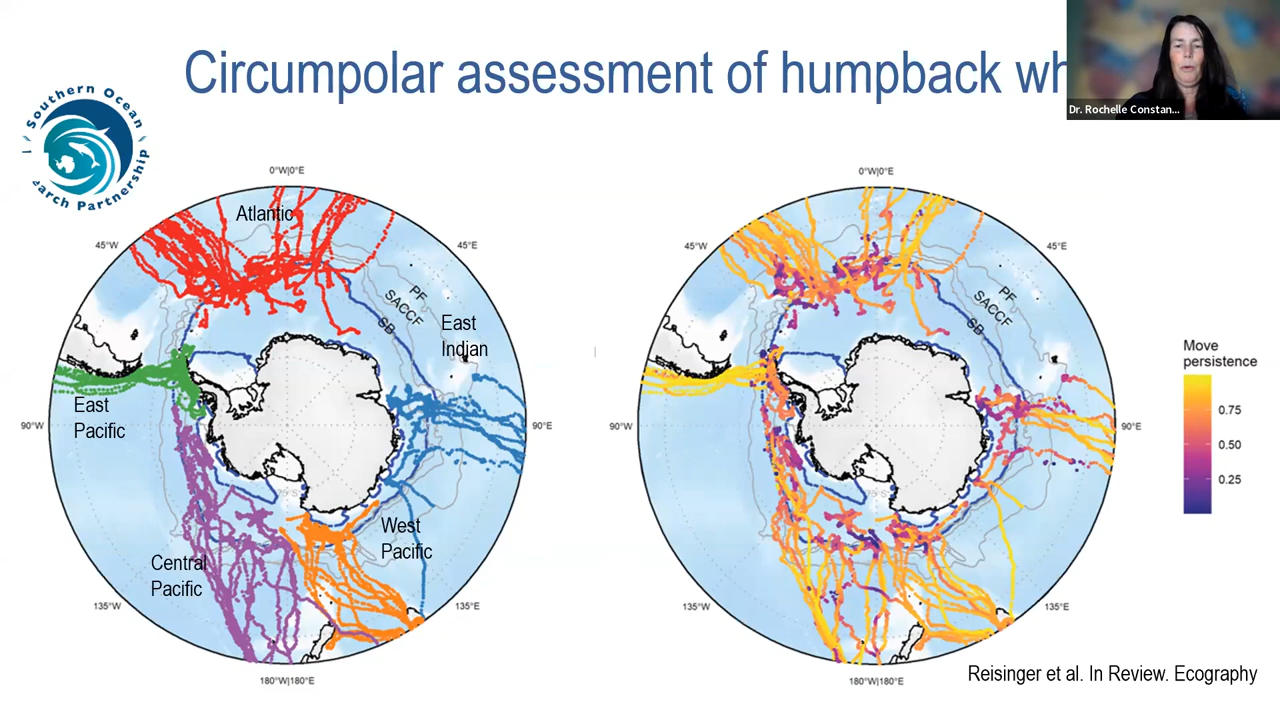 Circumpolar assessment of humpback wh
Dr. Rochelle Constan...
Southern Ocean
arch Partnership
0°W|0°E
45°W
45°E
90°W
90°E
135°W
135°E
180°W|180°E
Atlantic
PF
SACCF
SB
East
Indian
East
Pacific
West
Pacific
Central
Pacific
0°W|0°E
45°W
45°E
90°W
90°E
135°W
135°E
180°W|180°E
PF
SACCF
SB
Move
persistence
0.75
0.50
0.25
Reisinger et al. In Review. Ecography